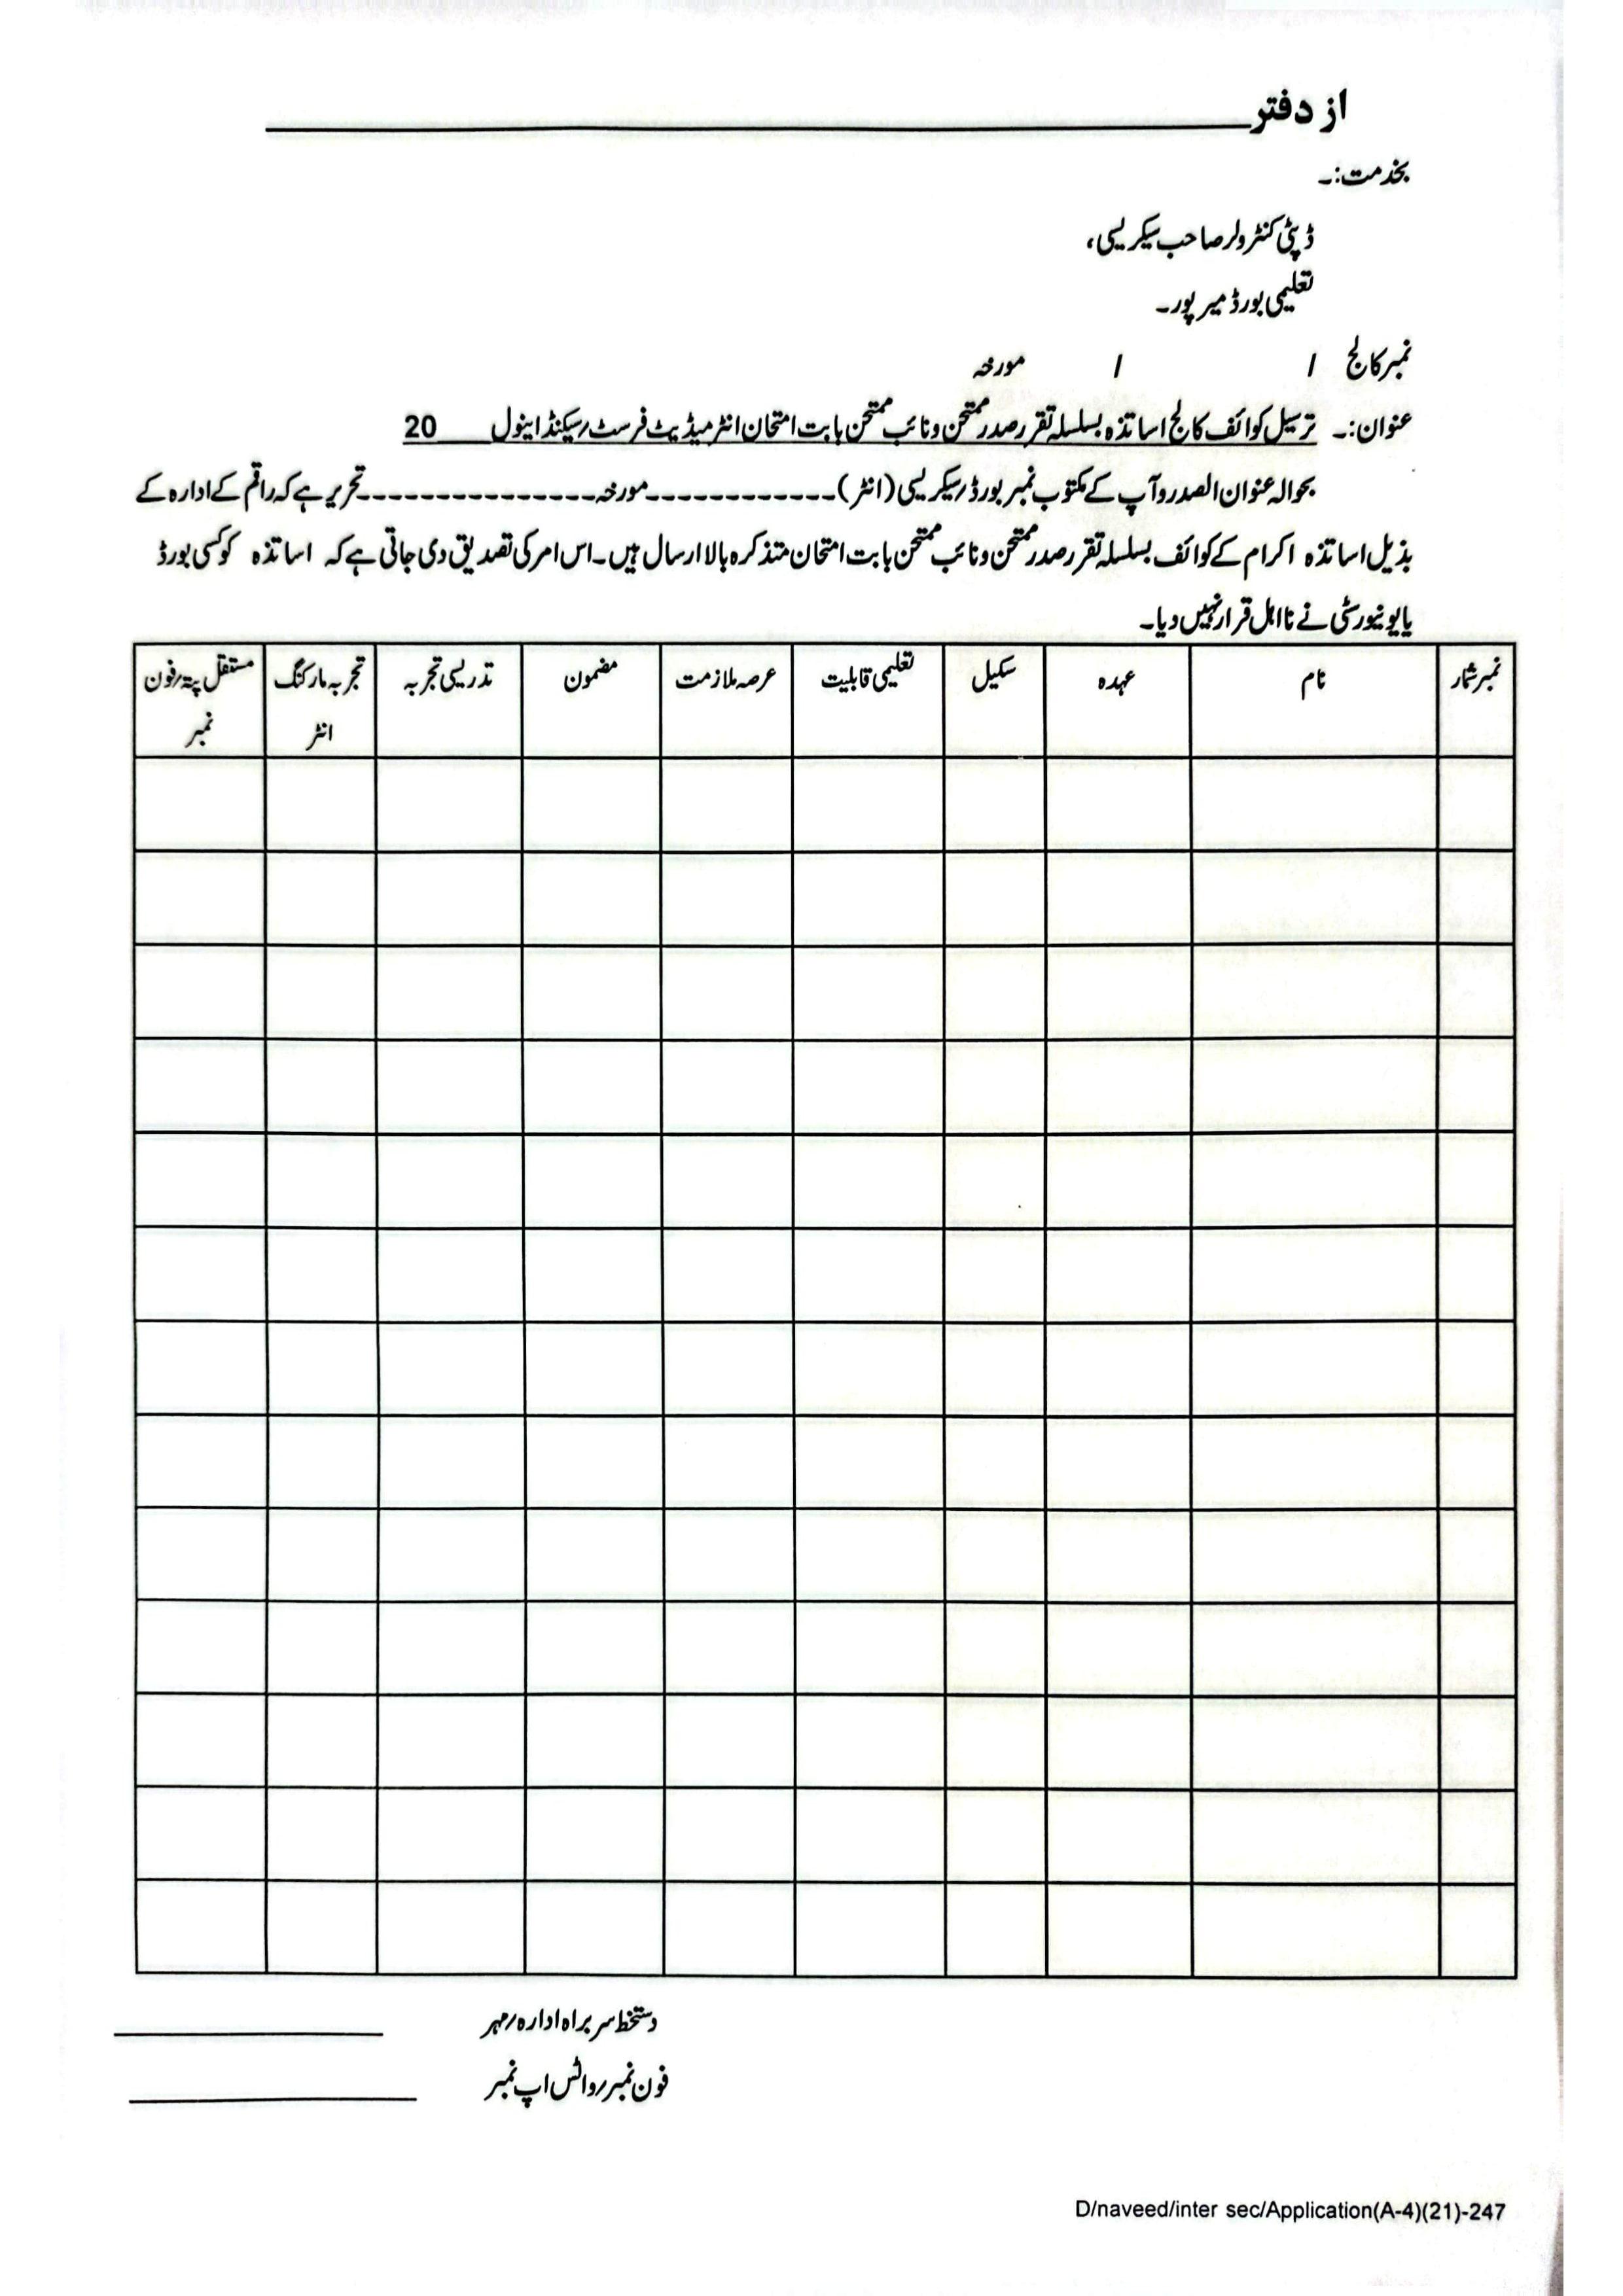 از دفتر
بخدمت:۔
ڈپٹی کنٹرولر صاحب سیکریسی،
تعلیمی بورڈ میر پور۔
نمبر کالج / / مورخہ
عنوان:۔ ترسیل کوائف کالج اساتذہ بسلسلہ تقرر صدر ممتحن و نائب ممتحن بابت امتحان انٹرمیڈیٹ فرسٹ/سیکنڈ اینول 20
بحوالہ عنوان الصدر و آپ کے مکتوب نمبر بورڈ/سیکریسی (انٹر)------------مورخہ---------------تحریر ہے کہ راقم کے ادارہ کے
بذیل اساتذہ اکرام کے کوائف بسلسلہ تقرر صدر ممتحن و نائب ممتحن بابت امتحان متذکرہ بالا ارسال ہیں۔ اس امر کی تصدیق دی جاتی ہے کہ اساتذہ کو کسی بورڈ
یا یونیورسٹی نے نااہل قرار نہیں دیا۔
نمبر شمار نام عہدہ سکیل تعلیمی قابلیت عرصہ ملازمت مضمون تدریسی تجربہ تجربہ مارکنگ مستقل پتہ/فون
انٹر نمبر
دستخط سربراہ ادارہ/مہر
فون نمبر/واٹس اپ نمبر
D/naveed/inter sec/Application(A-4)(21)-247